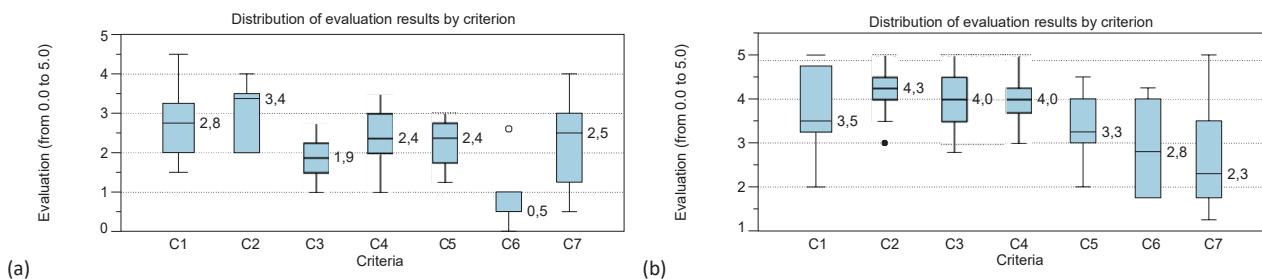 Distribution of evaluation results by criterion
Evaluation (from 0.0 to 5.0)
5
4
3
2
1
0
2,8
3,4
1,9
2,4
2,4
0,5
2,5
C1 C2 C3 C4 C5 C6 C7
Criteria
(a)
Distribution of evaluation results by criterion
Evaluation (from 0.0 to 5.0)
5
4
3
2
1
3,5
4,3
4,0
4,0
3,3
2,8
2,3
C1 C2 C3 C4 C5 C6 C7
Criteria
(b)